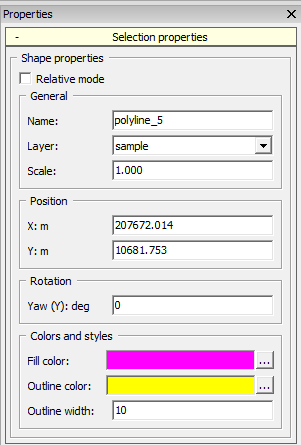 Properties
- Selection properties
Shape properties
Relative mode
General
Name: polyline_5
Layer: sample
Scale: 1.000
Position
X: m 207672.014
Y: m 10681.753
Rotation
Yaw (Y): deg 0
Colors and styles
Fill color: ...
Outline color: ...
Outline width: 10